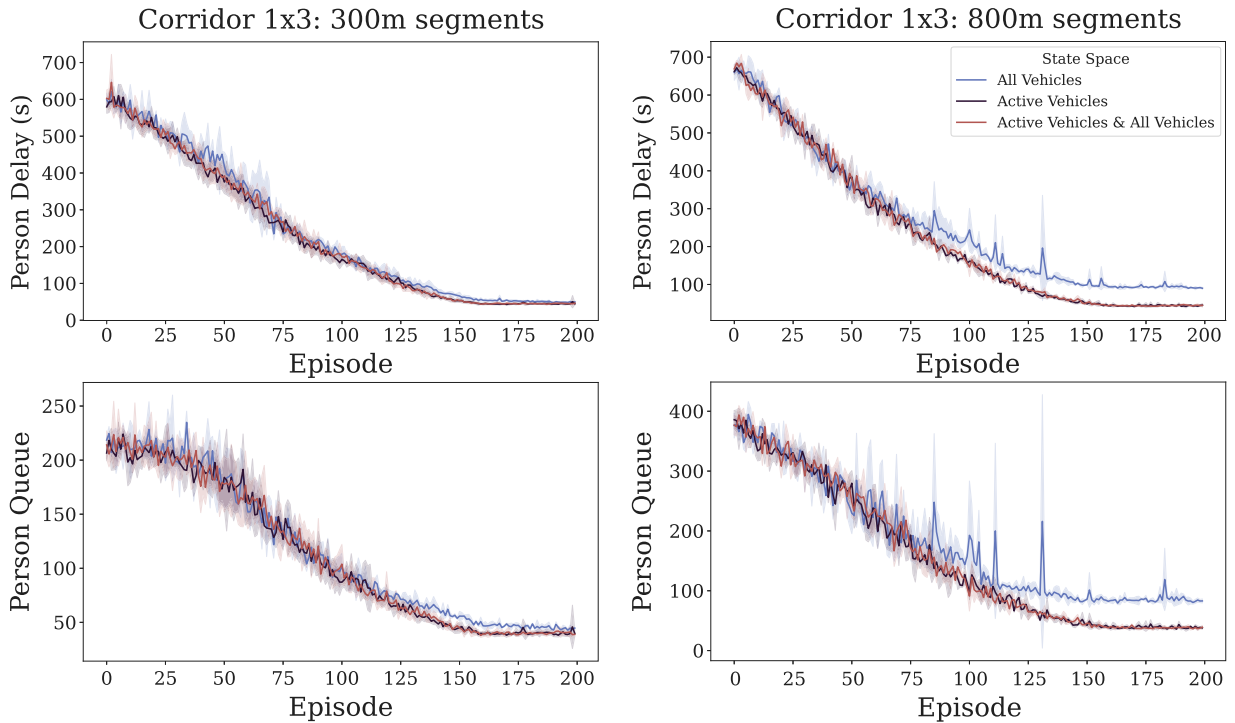 Corridor 1x3: 300m segments
Person Delay (s)
700
600
500
400
300
200
100
0
0 25 50 75 100 125 150 175 200
Episode
Corridor 1x3: 800m segments
Person Delay (s)
700
600
500
400
300
200
100
State Space
All Vehicles
Active Vehicles
Active Vehicles & All Vehicles
0 25 50 75 100 125 150 175 200
Episode
Person Queue
250
200
150
100
50
0 25 50 75 100 125 150 175 200
Episode
Person Queue
400
300
200
100
0
0 25 50 75 100 125 150 175 200
Episode